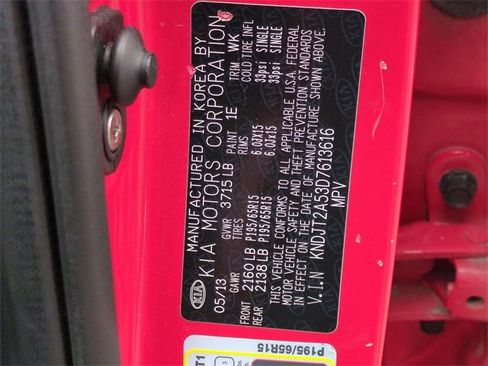 MANUFACTURED IN KOREA BY
KIA MOTORS CORPORATION
05/13 GVWR 3715LB PAINT 1E TRIM WK
GAWR TIRES RIMS COLD TIRE INFL
FRONT 2160LB P195/65R15 6.0JX15 33psi SINGLE
REAR 2138LB P195/65R15 6.0JX15 33psi SINGLE
THIS VEHICLE CONFORMS TO ALL APPLICABLE U.S.A. FEDERAL
MOTOR VEHICLE SAFETY AND THEFT PREVENTION STANDARDS
IN EFFECT ON THE DATE OF MANUFACTURE SHOWN ABOVE.
V.I.N KNDJT2A53D7613616
MPV
KIA
P195/65R15